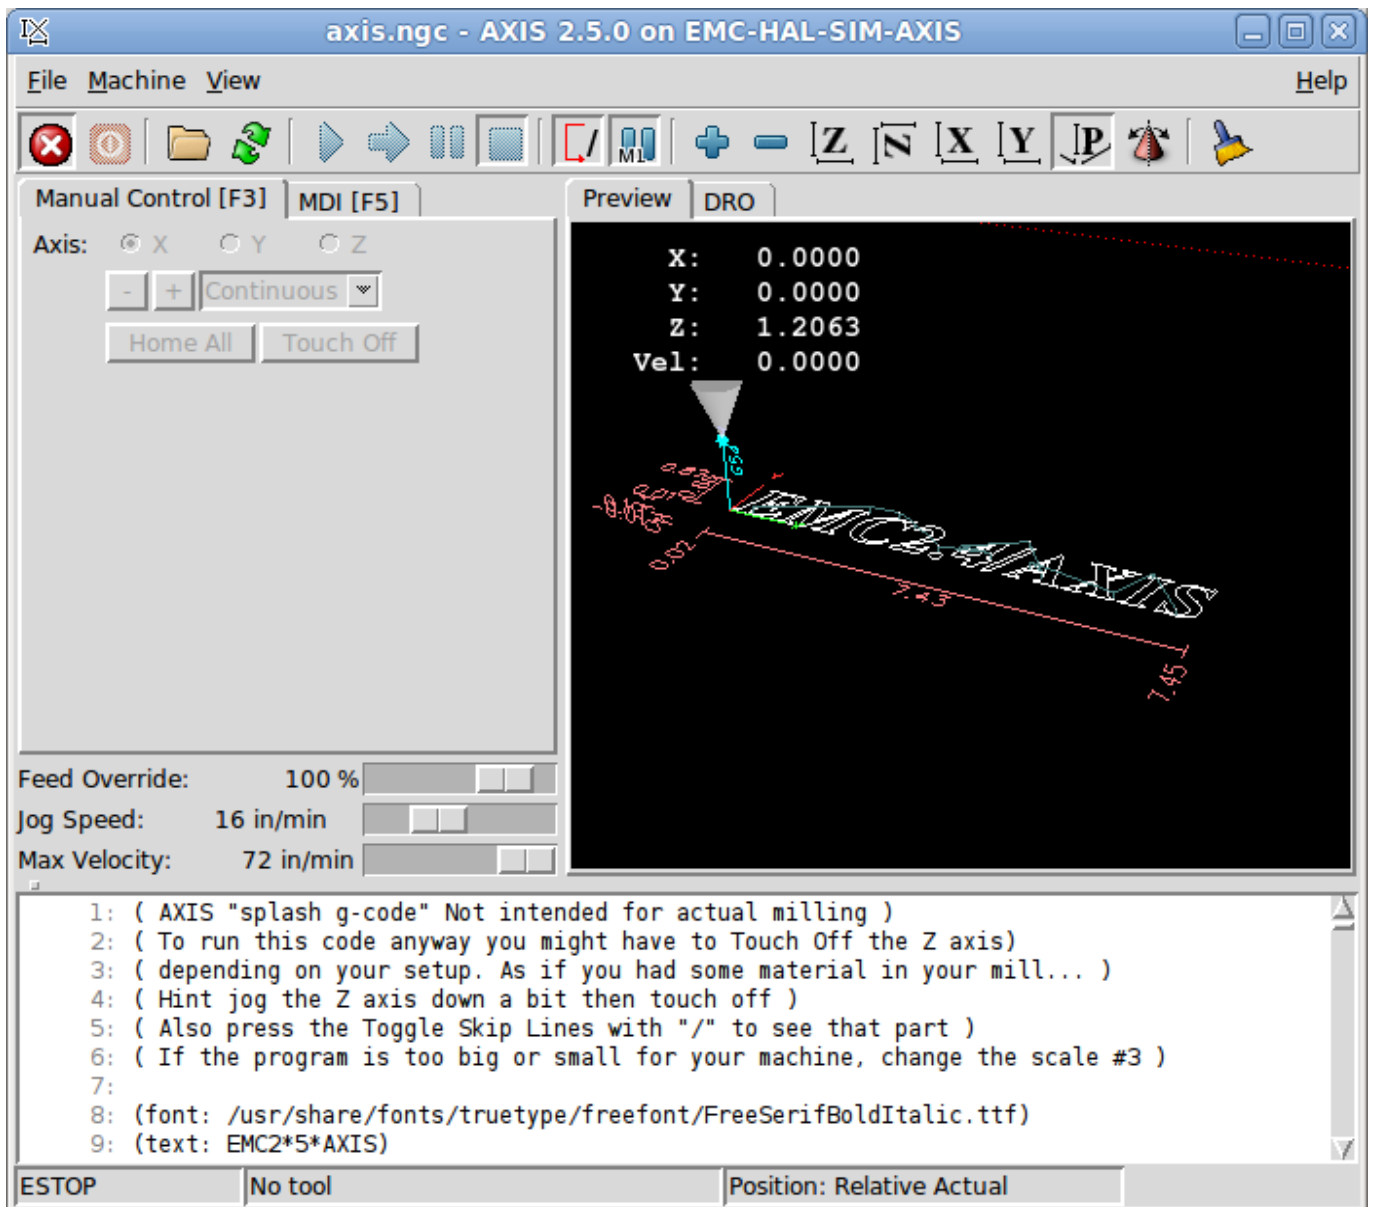 axis.ngc - AXIS 2.5.0 on EMC-HAL-SIM-AXIS
File Machine View Help
M1 Z N X Y P
Manual Control [F3] MDI [F5]
Preview DRO
Axis: X Y Z
- + Continuous
Home All Touch Off
X: 0.0000
Y: 0.0000
Z: 1.2063
Vel: 0.0000
G54
EMC2.4/AXIS
0.02
7.43
7.45
Feed Override: 100 %
Jog Speed: 16 in/min
Max Velocity: 72 in/min
1: ( AXIS "splash g-code" Not intended for actual milling )
2: ( To run this code anyway you might have to Touch Off the Z axis)
3: ( depending on your setup. As if you had some material in your mill... )
4: ( Hint jog the Z axis down a bit then touch off )
5: ( Also press the Toggle Skip Lines with "/" to see that part )
6: ( If the program is too big or small for your machine, change the scale #3 )
7:
8: (font: /usr/share/fonts/truetype/freefont/FreeSerifBoldItalic.ttf)
9: (text: EMC2*5*AXIS)
ESTOP No tool Position: Relative Actual